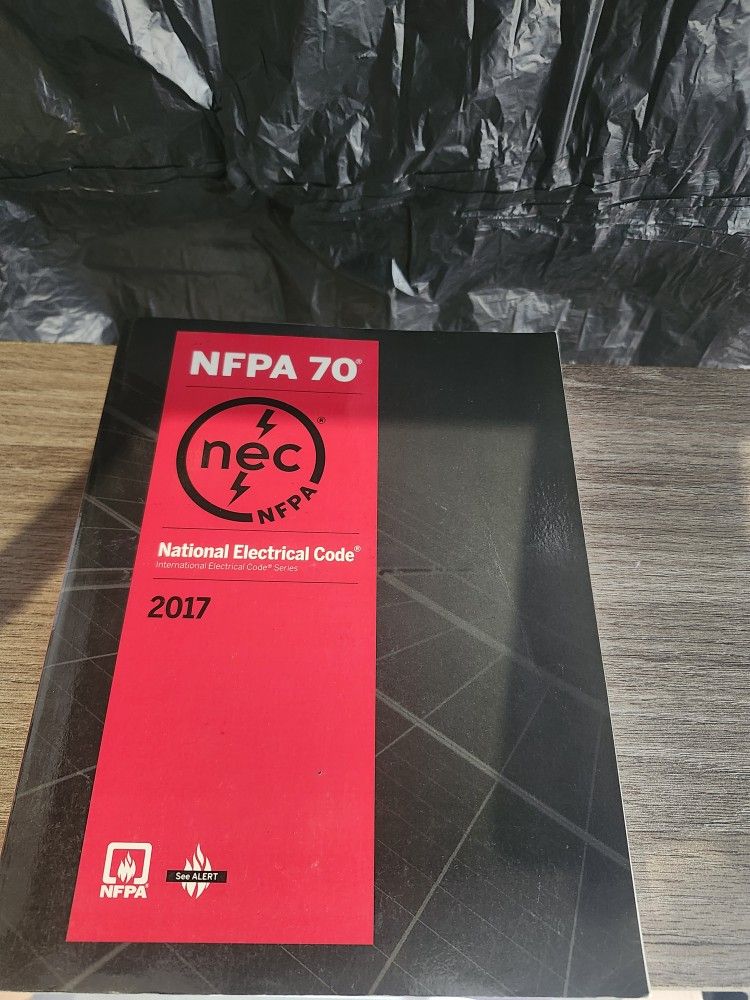 NFPA 70®
nec®
NFPA
National Electrical Code®
International Electrical Code® Series
2017
NFPA
See ALERT